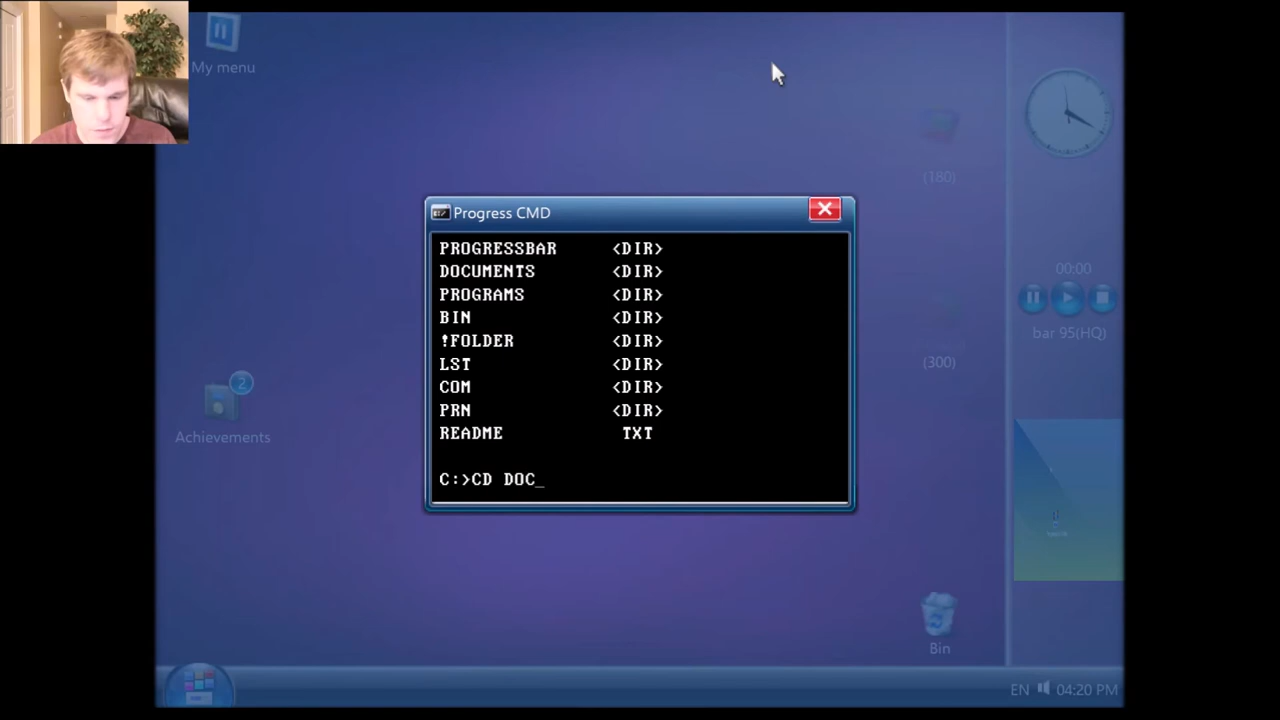 My menu
(180)
Progress CMD
PROGRESSBAR <DIR>
DOCUMENTS <DIR>
PROGRAMS <DIR>
BIN <DIR>
!FOLDER <DIR>
LST <DIR>
COM <DIR>
PRN <DIR>
README TXT
C:>CD DOC_
00:00
bar 95(HQ)
(300)
2
Achievements
Bin
EN 04:20 PM